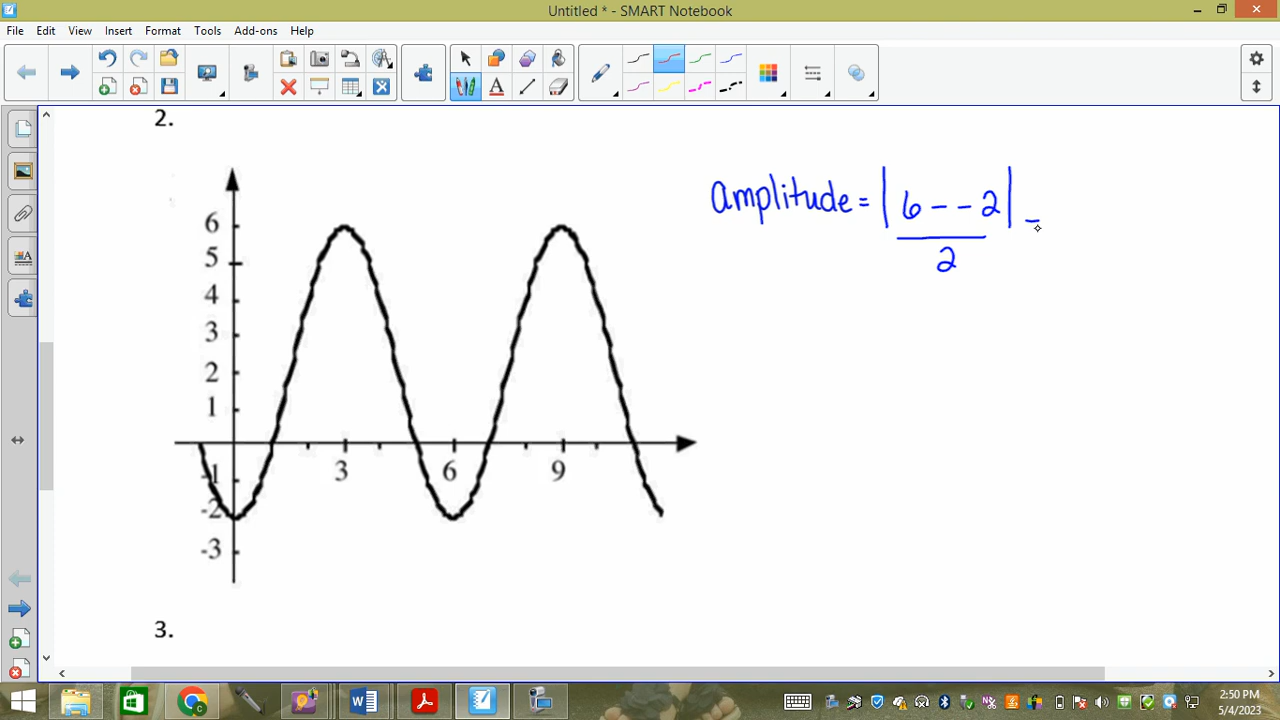 Untitled * - SMART Notebook
File Edit View Insert Format Tools Add-ons Help
2.
amplitude = | 6 - - 2 | =
2
6
5
4
3
2
1
3 6 9
-1
-2
-3
3.
2:50 PM
5/4/2023